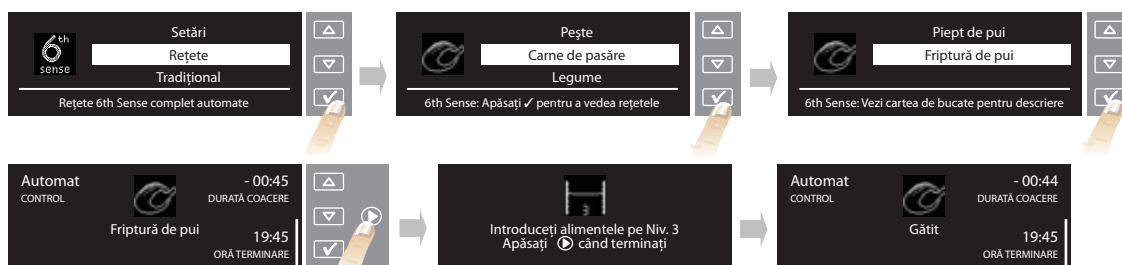 6th
sense
Setări
Rețete
Tradițional
Rețete 6th Sense complet automate
Pește
Carne de pasăre
Legume
6th Sense: Apăsați ✓ pentru a vedea rețetele
Piept de pui
Friptură de pui
6th Sense: Vezi cartea de bucate pentru descriere
Automat
CONTROL
- 00:45
DURATĂ COACERE
Friptură de pui
19:45
ORĂ TERMINARE
3
Introduceți alimentele pe Niv. 3
Apăsați ▶ când terminați
Automat
CONTROL
- 00:44
DURATĂ COACERE
Gătit
19:45
ORĂ TERMINARE